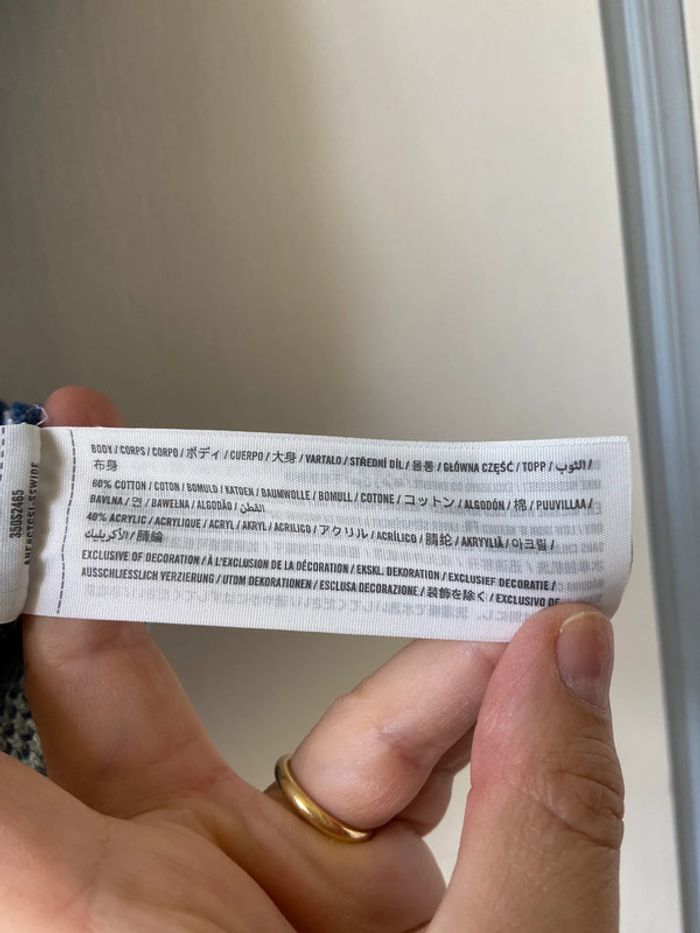 BODY / CORPS / CORPO / ボディ / CUERPO / 大身 / VARTALO / STŘEDNÍ DÍL / 몸통 / GŁÓWNA CZĘŚĆ / TOPP / الثوب /
布身
60% COTTON / COTON / BOMULD / KATOEN / BAUMWOLLE / BOMULL / COTONE / コットン / ALGODÓN / 棉 / PUUVILLAA /
BAVLNA / 면 / BAWEŁNA / ALGODÃO / القطن
40% ACRYLIC / ACRYLIQUE / ACRYL / AKRYL / ACRILICO / アクリル / ACRÍLICO / 腈纶 / AKRYYLIÄ / 아크릴 /
الأكريليك / 腈綸
EXCLUSIVE OF DECORATION / À L'EXCLUSION DE LA DÉCORATION / EKSKL. DEKORATION / EXCLUSIEF DECORATIE /
AUSSCHLIESSLICH VERZIERUNG / UTOM DEKORATIONEN / ESCLUSA DECORAZIONE / 装飾を除く / EXCLUSIVO DE
350S2465